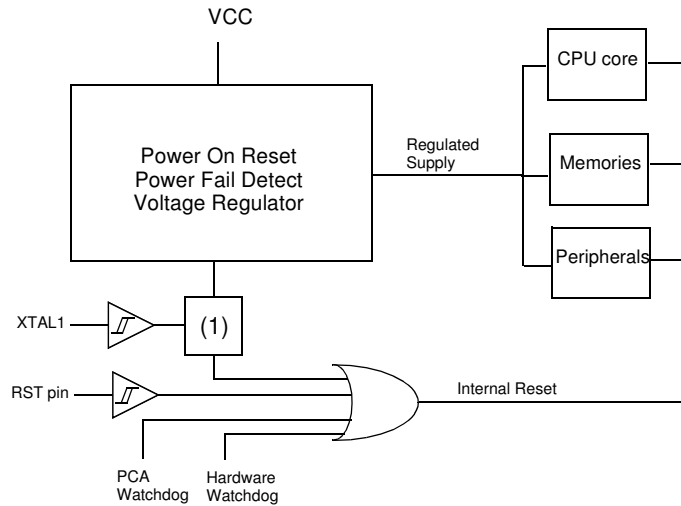 VCC
CPU core
Power On Reset
Power Fail Detect
Voltage Regulator
Regulated
Supply
Memories
Peripherals
XTAL1
(1)
RST pin
Internal Reset
PCA
Watchdog
Hardware
Watchdog